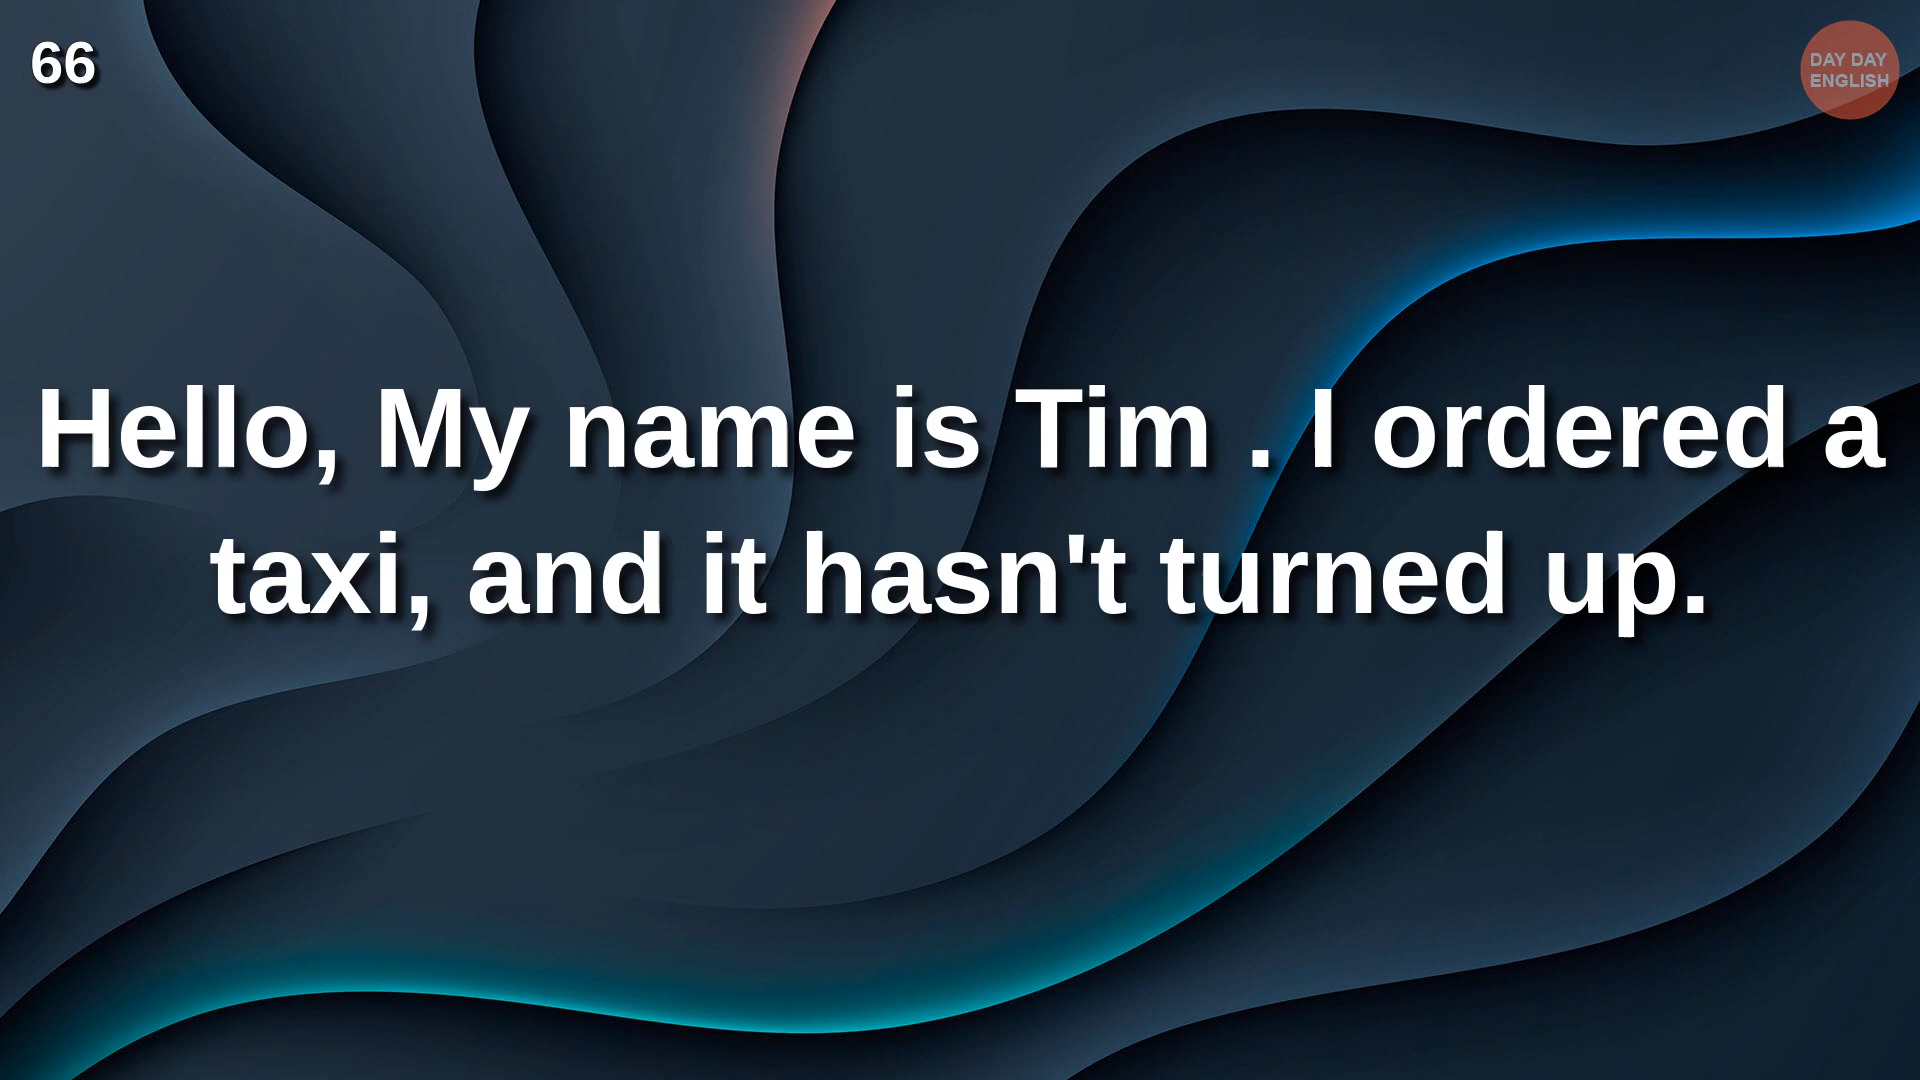 66
DAY DAY
ENGLISH
Hello, My name is Tim . I ordered a
taxi, and it hasn't turned up.